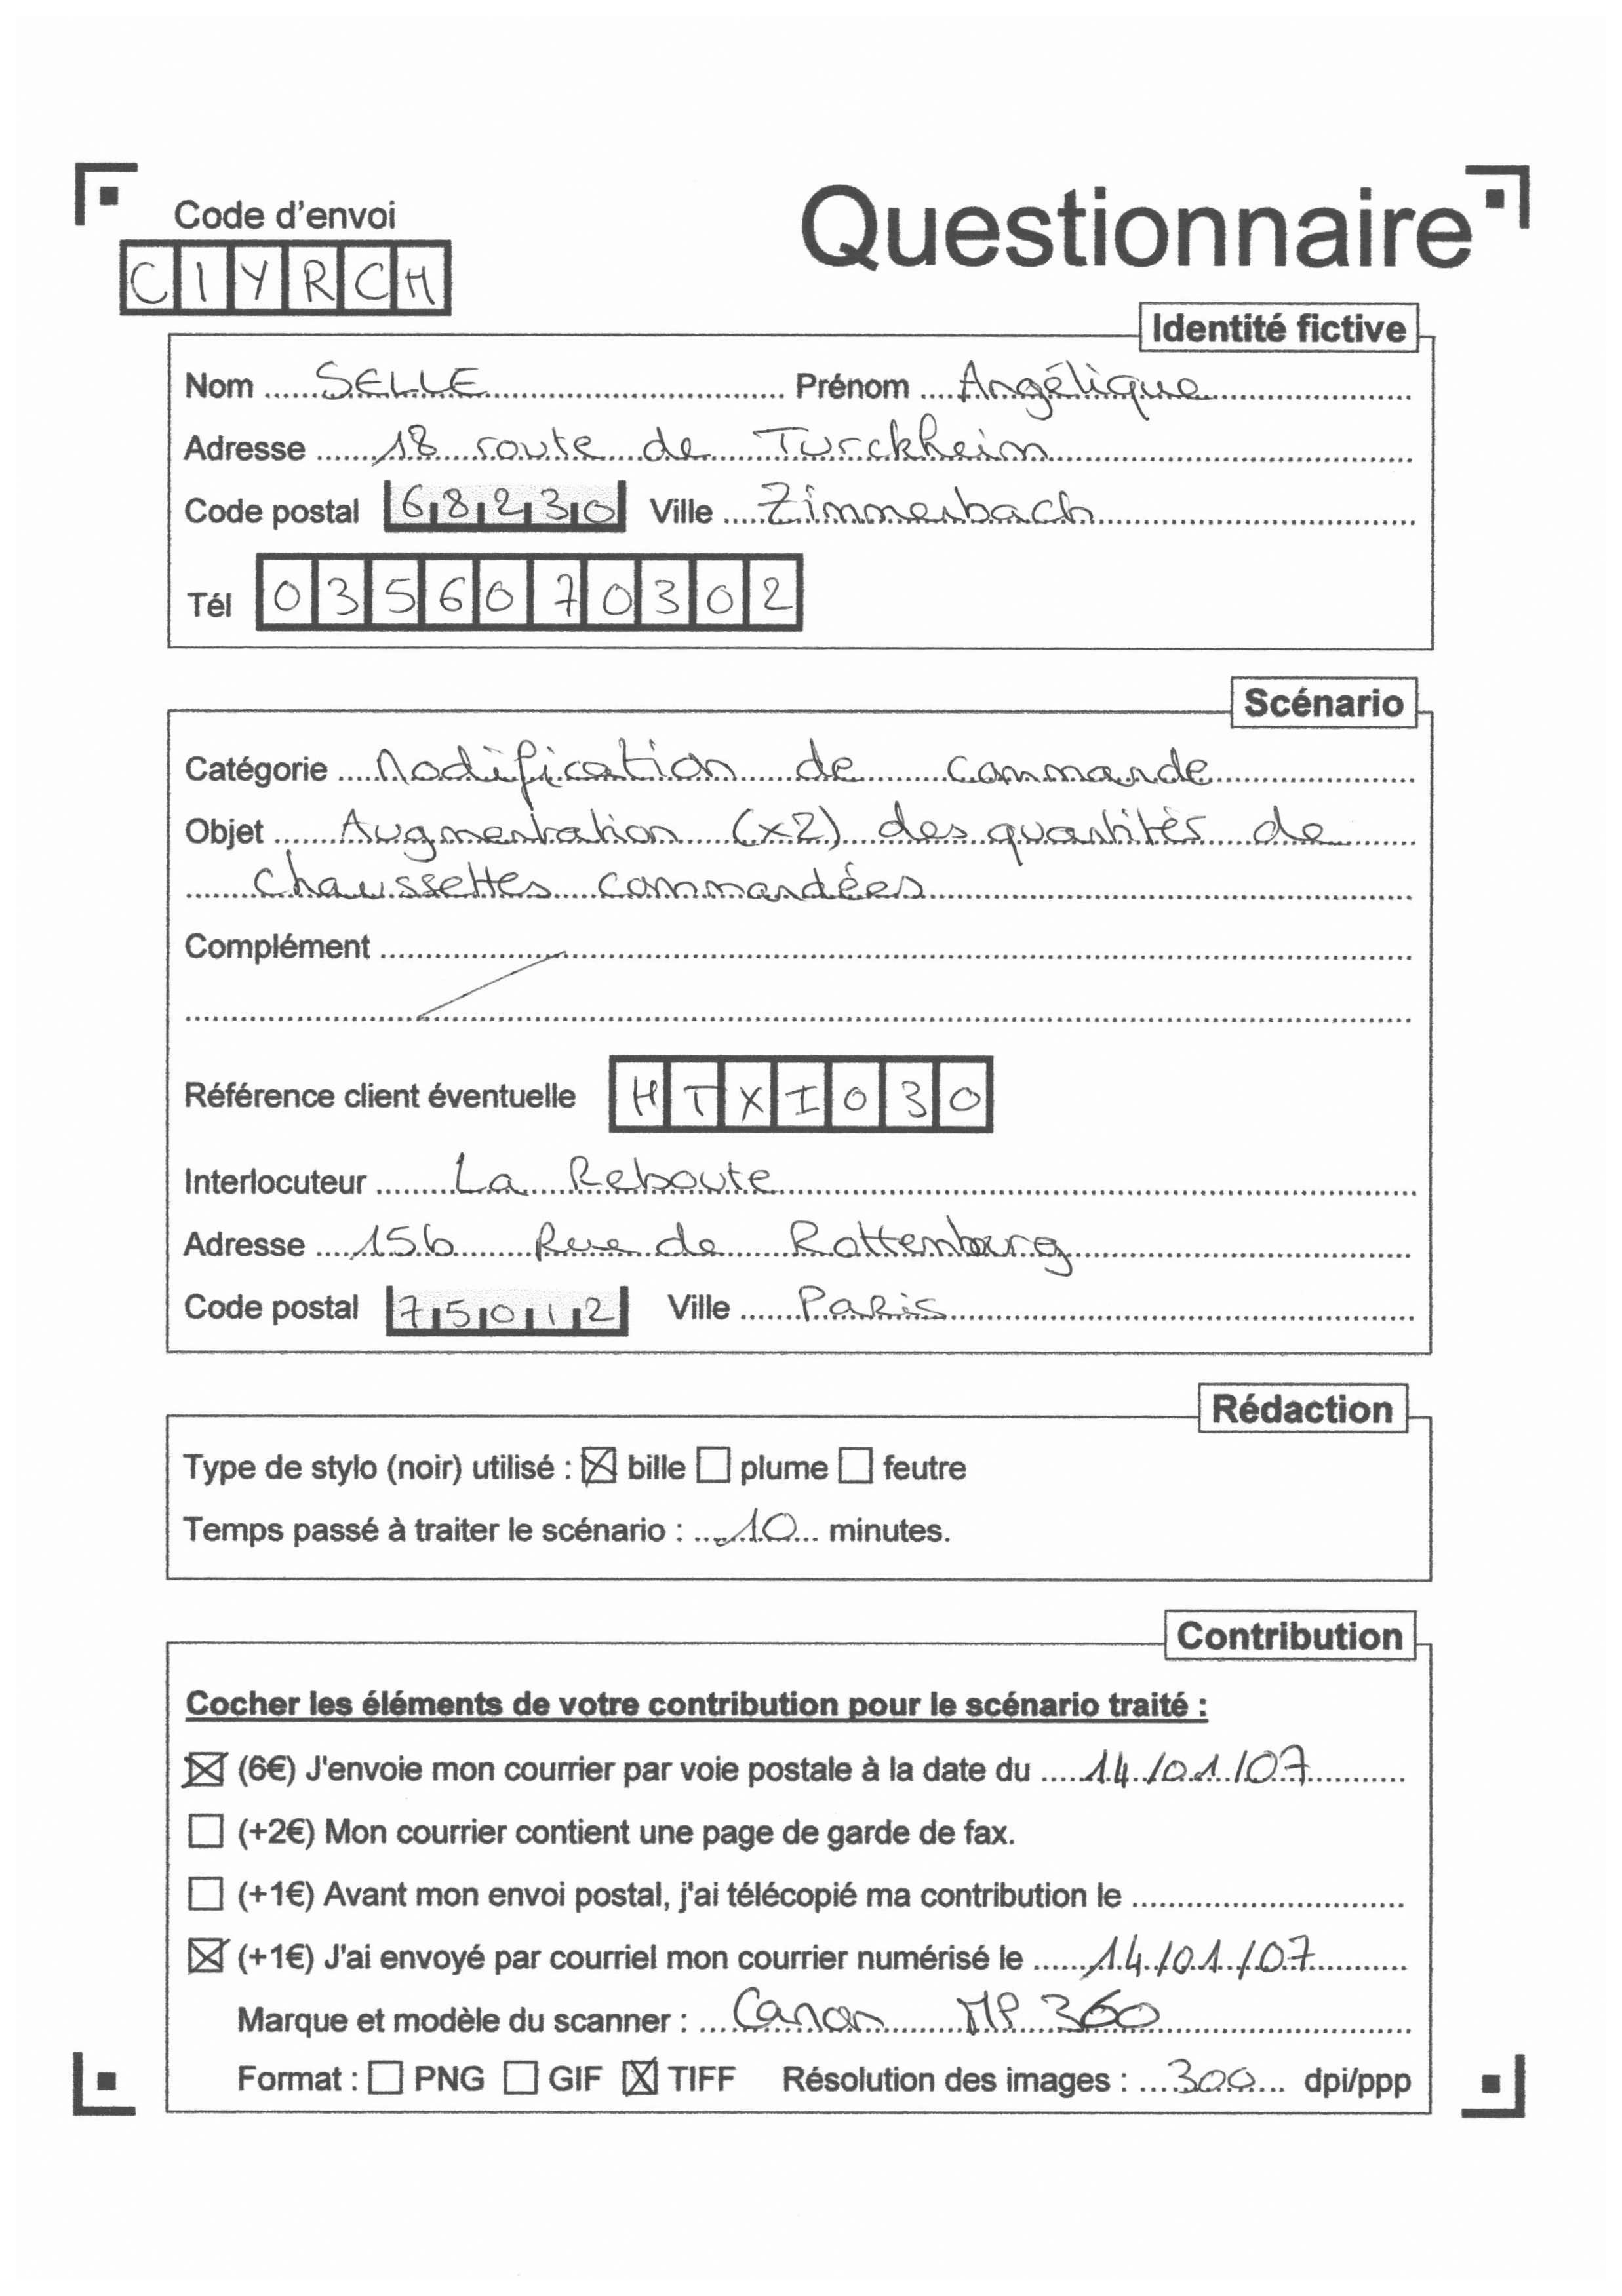 Code d'envoi
Questionnaire
CIYRCH
Identité fictive
Nom SELLE Prénom Angélique
Adresse 18 route de Turckheim
Code postal 68230 Ville Zimmerbach
Tél 0356070302
Scénario
Catégorie Modification de commande
Objet Augmentation (x2) des quantités de
chaussettes commandées
Complément
Référence client éventuelle HTXI030
Interlocuteur La Reboute
Adresse 15b Rue de Rottembourg
Code postal 75012 Ville Paris
Rédaction
Type de stylo (noir) utilisé : ☒ bille ☐ plume ☐ feutre
Temps passé à traiter le scénario : 10 minutes.
Contribution
Cocher les éléments de votre contribution pour le scénario traité :
☒ (6€) J'envoie mon courrier par voie postale à la date du 14/01/07
☐ (+2€) Mon courrier contient une page de garde de fax.
☐ (+1€) Avant mon envoi postal, j'ai télécopié ma contribution le
☒ (+1€) J'ai envoyé par courriel mon courrier numérisé le 14/01/07
Marque et modèle du scanner : Canon MP 360
Format : ☐ PNG ☐ GIF ☒ TIFF Résolution des images : 300 dpi/ppp